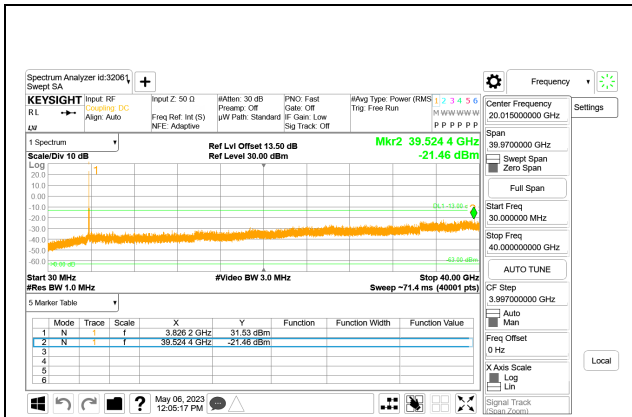 Spectrum Analyzer id:32061
Swept SA
Frequency
KEYSIGHT
Input: RF
Coupling: DC
Align: Auto
Input Z: 50 Ω
Freq Ref: Int (S)
NFE: Adaptive
#Atten: 30 dB
Preamp: Off
µW Path: Standard
PNO: Fast
Gate: Off
IF Gain: Low
Sig Track: Off
#Avg Type: Power (RMS)
Trig: Free Run
1 2 3 4 5 6
M W W W W W
P P P P P P
R L
LXI
1 Spectrum
Scale/Div 10 dB
Ref Lvl Offset 13.50 dB
Ref Level 30.00 dBm
Mkr2 39.524 4 GHz
-21.46 dBm
Log
20.0
10.0
0.00
-10.0
-20.0
-30.0
-40.0
-50.0
-60.0
1
DL1 -13.00
-63.00 dBm
Start 30 MHz
#Video BW 3.0 MHz
Stop 40.00 GHz
#Res BW 1.0 MHz
Sweep ~71.4 ms (40001 pts)
5 Marker Table
Mode Trace Scale X Y Function Function Width Function Value
1 N 1 f 3.826 2 GHz 31.53 dBm
2 N 1 f 39.524 4 GHz -21.46 dBm
3
4
5
6
May 06, 2023
12:05:17 PM
Center Frequency
20.015000000 GHz
Settings
Span
39.9700000 GHz
Swept Span
Zero Span
Full Span
Start Freq
30.000000 MHz
Stop Freq
40.000000000 GHz
AUTO TUNE
CF Step
3.997000000 GHz
Auto
Man
Freq Offset
0 Hz
X Axis Scale
Log
Lin
Signal Track
(Span Zoom)
Local